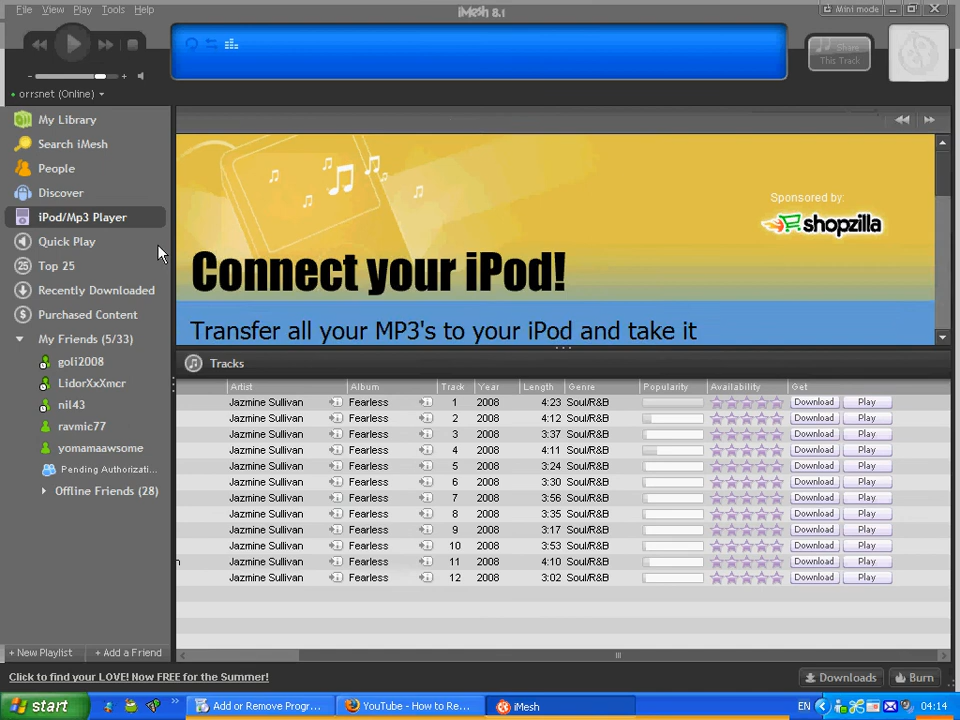 File View Play Tools Help
iMesh 8.1
Mini mode
Share
This Track
- +
orrsnet (Online)
My Library
Search iMesh
People
Discover
iPod/Mp3 Player
Quick Play
25 Top 25
Recently Downloaded
$ Purchased Content
My Friends (5/33)
goli2008
LidorXxXmcr
nil43
ravmic77
yomamaawsome
Pending Authorizati...
Offline Friends (28)
+ New Playlist + Add a Friend
Sponsored by:
shopzilla
Connect your iPod!
Transfer all your MP3's to your iPod and take it
Tracks
Artist Album Track Year Length Genre Popularity Availability Get
Jazmine Sullivan Fearless 1 2008 4:23 Soul/R&B Download Play
Jazmine Sullivan Fearless 2 2008 4:12 Soul/R&B Download Play
Jazmine Sullivan Fearless 3 2008 3:37 Soul/R&B Download Play
Jazmine Sullivan Fearless 4 2008 4:11 Soul/R&B Download Play
Jazmine Sullivan Fearless 5 2008 3:24 Soul/R&B Download Play
Jazmine Sullivan Fearless 6 2008 3:30 Soul/R&B Download Play
Jazmine Sullivan Fearless 7 2008 3:56 Soul/R&B Download Play
Jazmine Sullivan Fearless 8 2008 3:35 Soul/R&B Download Play
Jazmine Sullivan Fearless 9 2008 3:17 Soul/R&B Download Play
Jazmine Sullivan Fearless 10 2008 3:53 Soul/R&B Download Play
n Jazmine Sullivan Fearless 11 2008 4:10 Soul/R&B Download Play
Jazmine Sullivan Fearless 12 2008 3:02 Soul/R&B Download Play
Click to find your LOVE! Now FREE for the Summer!
Downloads Burn
start Add or Remove Progr... YouTube - How to Re... iMesh EN 04:14